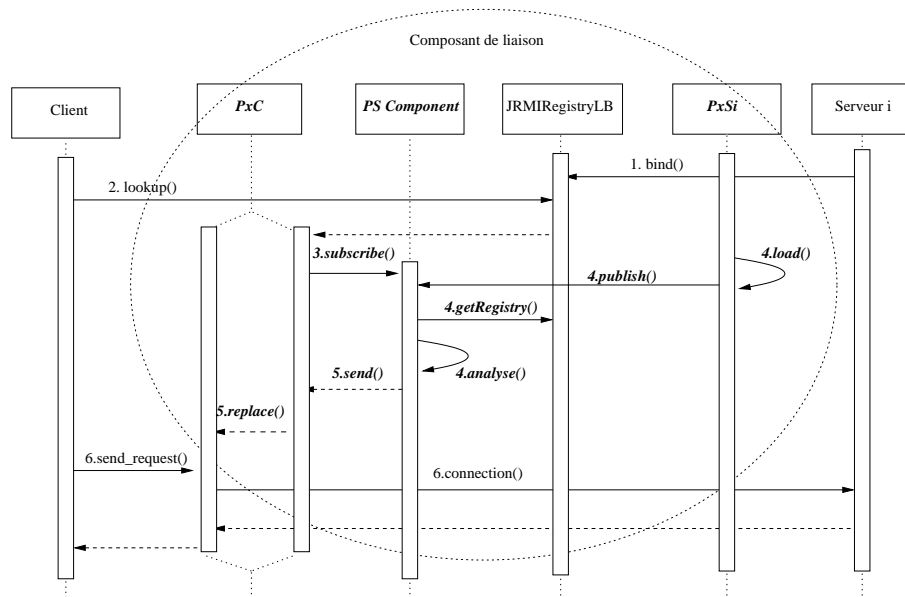 Composant de liaison
Client
PxC
PS Component
JRMIRegistryLB
PxSi
Serveur i
1. bind()
2. lookup()
3.subscribe()
4.load()
4.publish()
4.getRegistry()
5.send()
4.analyse()
5.replace()
6.send_request()
6.connection()